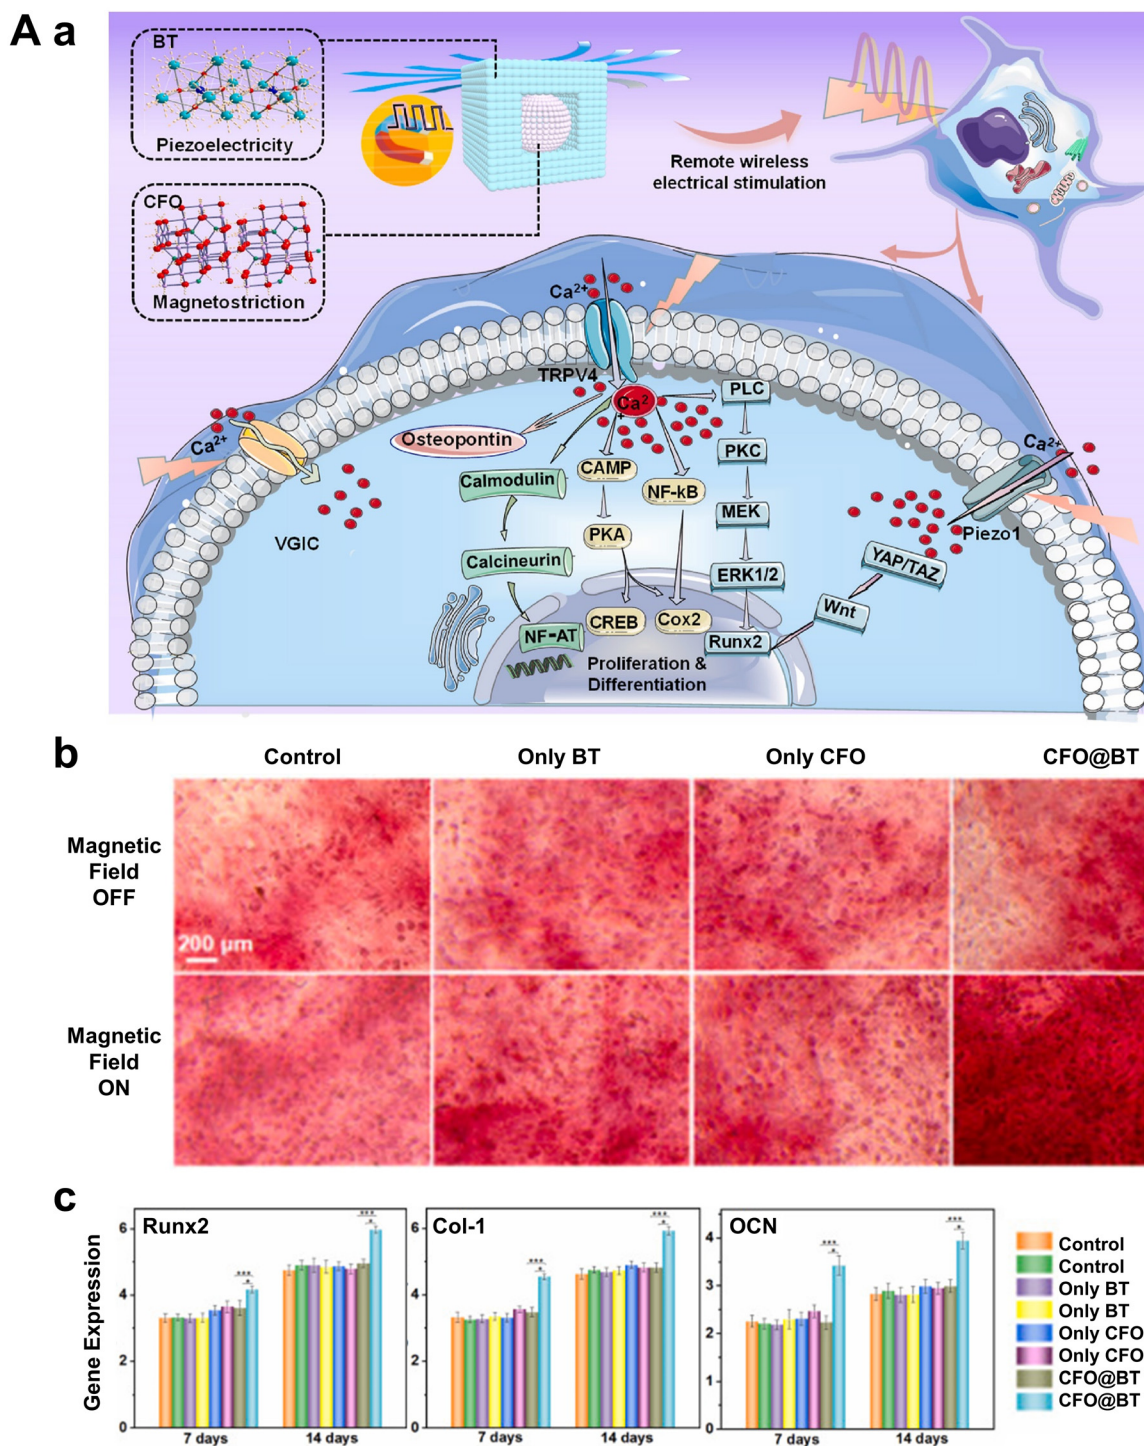 A a
BT
Piezoelectricity
CFO
Magnetostriction
Remote wireless
electrical stimulation
Ca²⁺
TRPV4
Ca²
+
Osteopontin
Calmodulin
Calcineurin
NF-AT
CAMP
PKA
CREB
NF-kB
Cox2
PLC
PKC
MEK
ERK1/2
Runx2
Ca²⁺
VGIC
Ca²⁺
Piezo1
YAP/TAZ
Wnt
Proliferation &
Differentiation
b
Control
Only BT
Only CFO
CFO@BT
Magnetic
Field
OFF
200 µm
Magnetic
Field
ON
c
Gene Expression
Runx2
6
4
2
0
***
*
***
*
7 days
14 days
Col-1
6
4
2
0
***
*
***
*
7 days
14 days
OCN
4
3
2
1
0
***
*
***
*
7 days
14 days
Control
Control
Only BT
Only BT
Only CFO
Only CFO
CFO@BT
CFO@BT